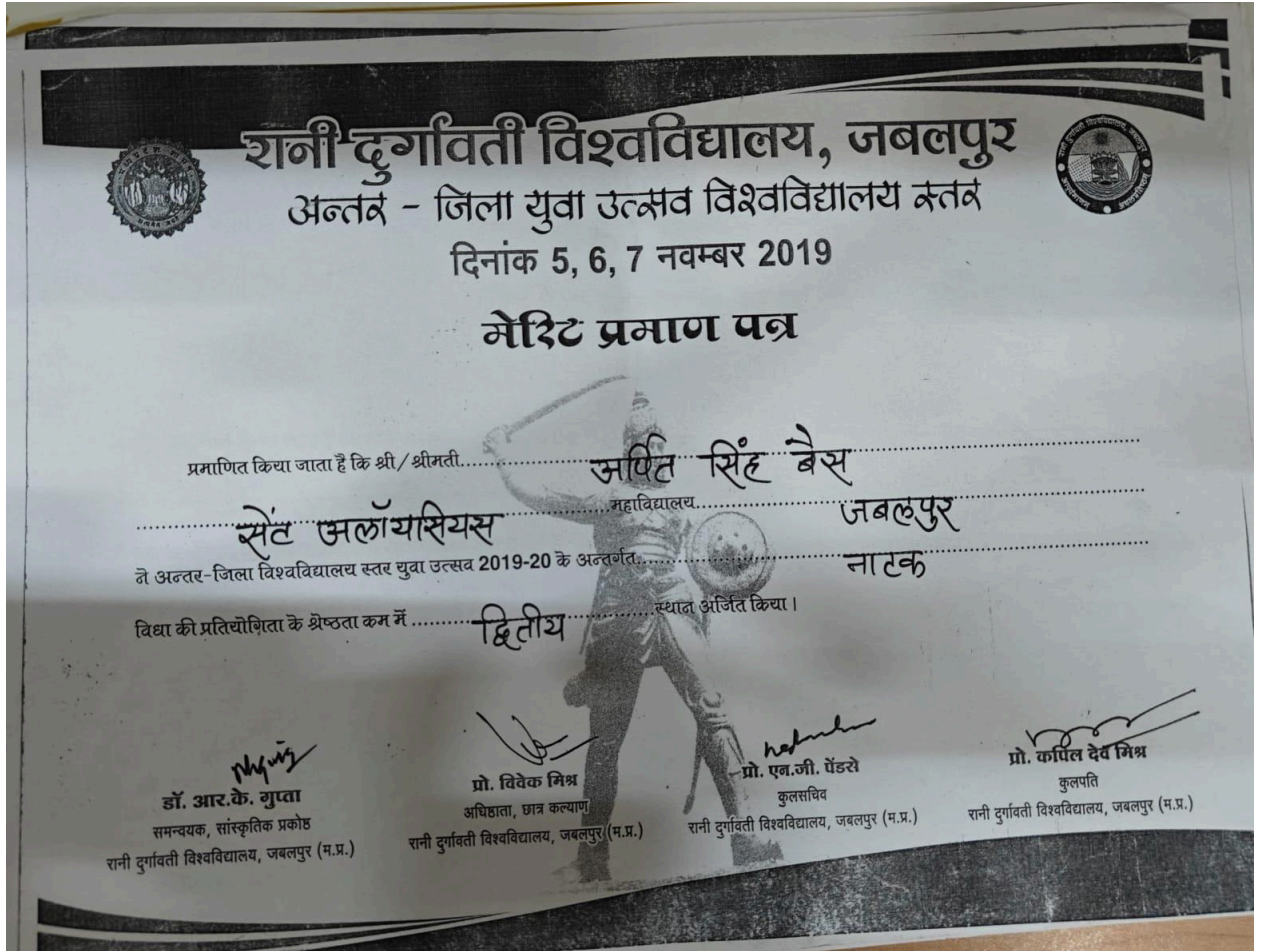 रानी दुर्गावती विश्वविद्यालय, जबलपुर
अन्तर - जिला युवा उत्सव विश्वविद्यालय स्तर
दिनांक 5, 6, 7 नवम्बर 2019
मेरिट प्रमाण पत्र
प्रमाणित किया जाता है कि श्री/श्रीमती अर्पित सिंह बैस
सेंट अलॉयसियस महाविद्यालय जबलपुर
ने अन्तर-जिला विश्वविद्यालय स्तर युवा उत्सव 2019-20 के अन्तर्गत नाटक
विधा की प्रतियोगिता के श्रेष्ठता कम में द्वितीय स्थान अर्जित किया।
डॉ. आर.के. गुप्ता
समन्वयक, सांस्कृतिक प्रकोष्ठ
रानी दुर्गावती विश्वविद्यालय, जबलपुर (म.प्र.)
प्रो. विवेक मिश्र
अधिष्ठाता, छात्र कल्याण
रानी दुर्गावती विश्वविद्यालय, जबलपुर (म.प्र.)
प्रो. एन.जी. पेंडसे
कुलसचिव
रानी दुर्गावती विश्वविद्यालय, जबलपुर (म.प्र.)
प्रो. कपिल देव मिश्र
कुलपति
रानी दुर्गावती विश्वविद्यालय, जबलपुर (म.प्र.)